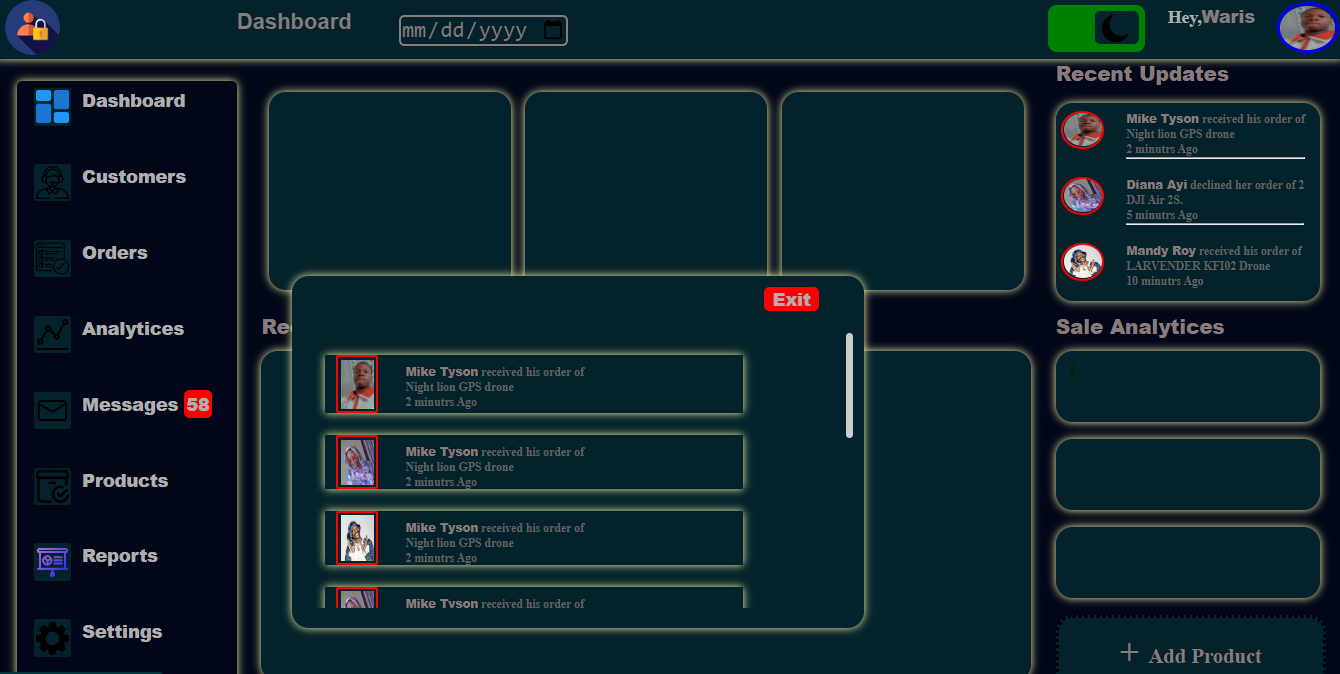 Dashboard
mm/dd/yyyy
Hey,Waris
Dashboard
Customers
Orders
Analytices
Messages 58
Products
Reports
Settings
Re
Exit
Mike Tyson received his order of
Night lion GPS drone
2 minutrs Ago
Mike Tyson received his order of
Night lion GPS drone
2 minutrs Ago
Mike Tyson received his order of
Night lion GPS drone
2 minutrs Ago
Mike Tyson received his order of
Recent Updates
Mike Tyson received his order of
Night lion GPS drone
2 minutrs Ago
Diana Ayi declined her order of 2
DJI Air 2S.
5 minutrs Ago
Mandy Roy received his order of
LARVENDER KFI02 Drone
10 minutrs Ago
Sale Analytices
+ Add Product